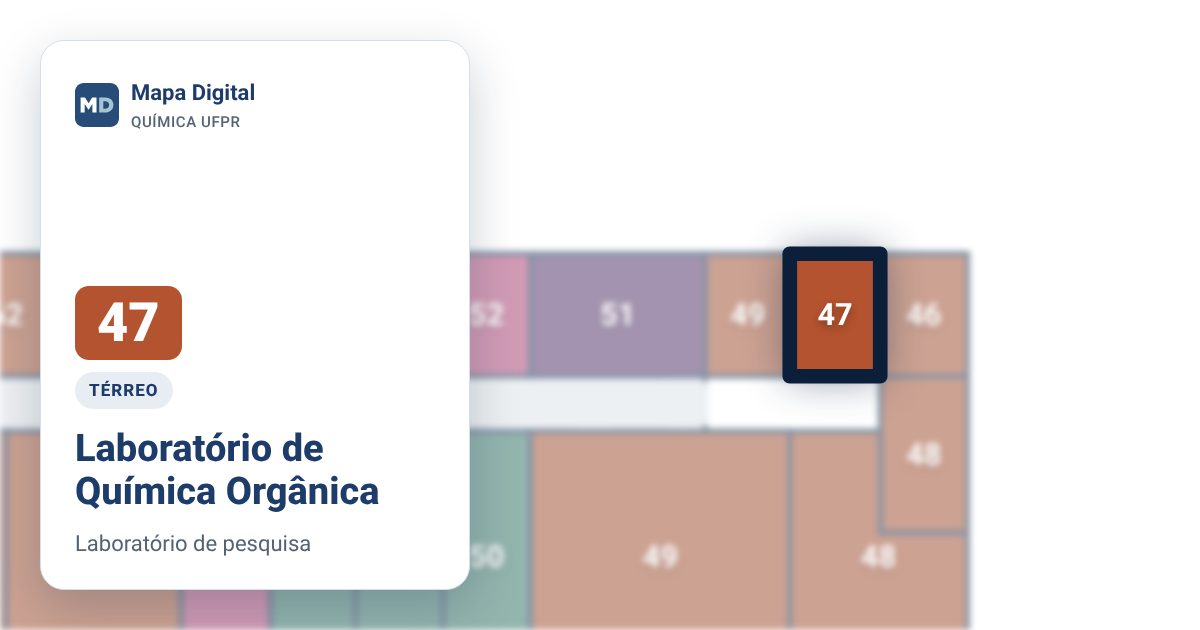 MD
Mapa Digital
QUÍMICA UFPR
47
TÉRREO
Laboratório de
Química Orgânica
Laboratório de pesquisa
52
51
49
47
46
48
50
49
48